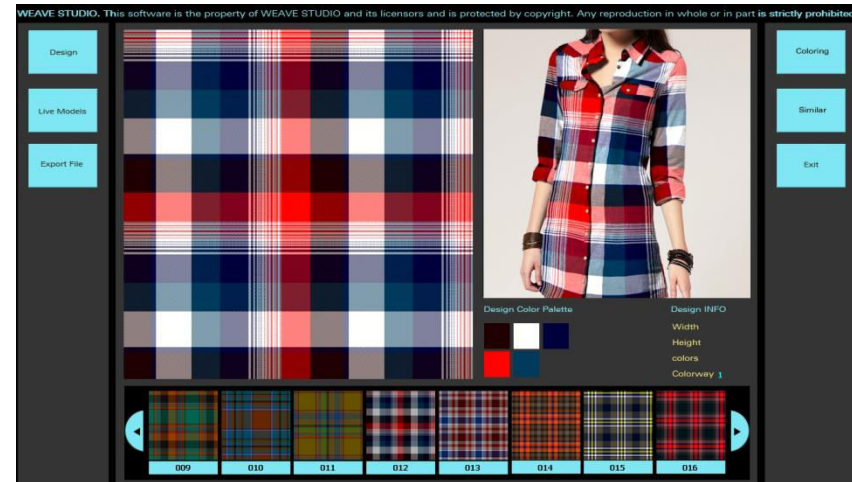 WEAVE STUDIO. This software is the property of WEAVE STUDIO and its licensors and is protected by copyright. Any reproduction in whole or in part is strictly prohibited
Design
Live Models
Export File
Coloring
Similar
Exit
Design Color Palette
Design INFO
Width
Height
colors
Colorway 1
009 010 011 012 013 014 015 016